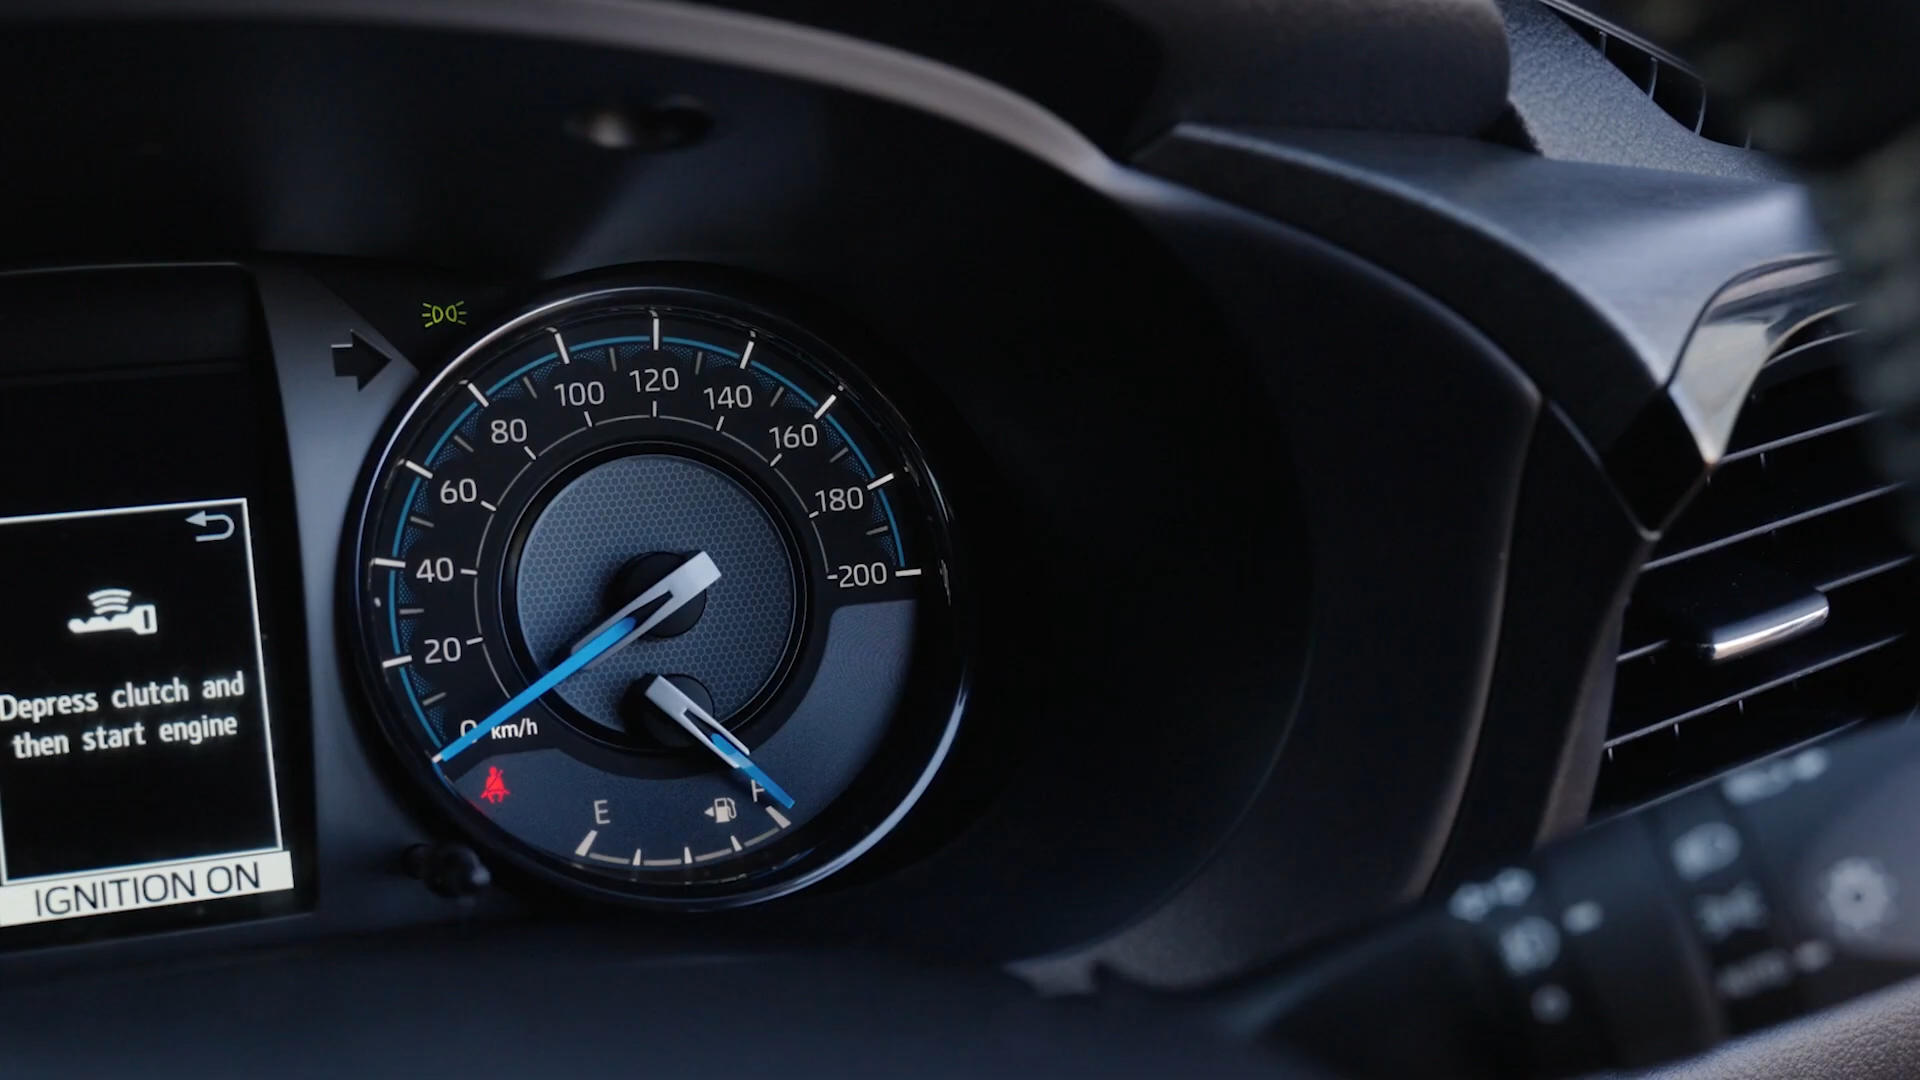 Depress clutch and
then start engine
IGNITION ON
0
20
40
60
80
100
120
140
160
180
200
km/h
E
F